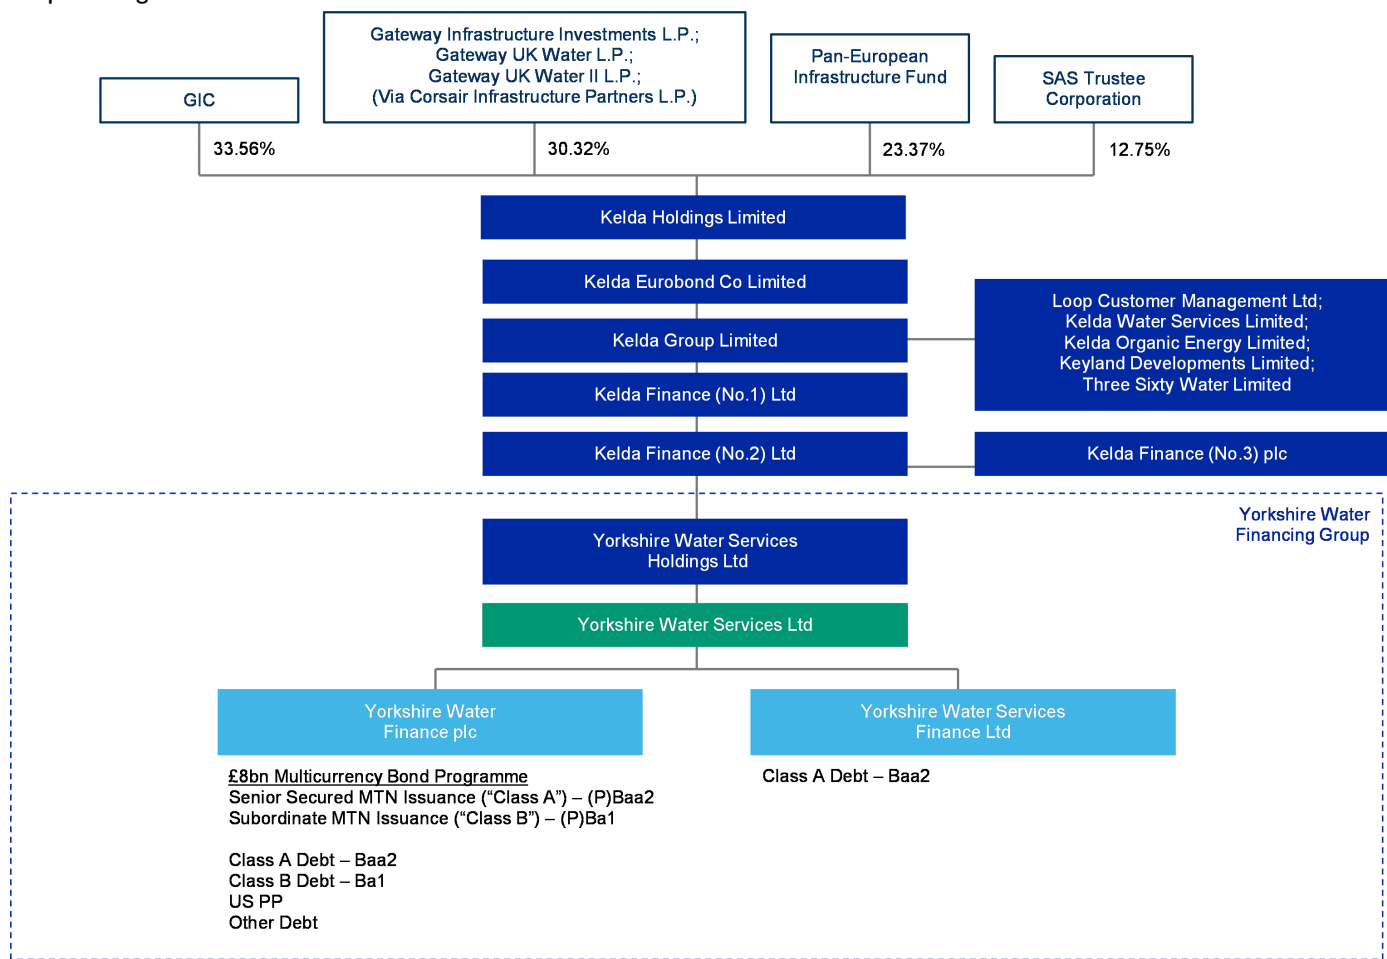 GIC
Gateway Infrastructure Investments L.P.;
Gateway UK Water L.P.;
Gateway UK Water II L.P.;
(Via Corsair Infrastructure Partners L.P.)
Pan-European
Infrastructure Fund
SAS Trustee
Corporation
33.56%
30.32%
23.37%
12.75%
Kelda Holdings Limited
Kelda Eurobond Co Limited
Kelda Group Limited
Loop Customer Management Ltd;
Kelda Water Services Limited;
Kelda Organic Energy Limited;
Keyland Developments Limited;
Three Sixty Water Limited
Kelda Finance (No.1) Ltd
Kelda Finance (No.2) Ltd
Kelda Finance (No.3) plc
Yorkshire Water
Financing Group
Yorkshire Water Services
Holdings Ltd
Yorkshire Water Services Ltd
Yorkshire Water
Finance plc
Yorkshire Water Services
Finance Ltd
£8bn Multicurrency Bond Programme
Senior Secured MTN Issuance (“Class A”) – (P)Baa2
Subordinate MTN Issuance (“Class B”) – (P)Ba1
Class A Debt – Baa2
Class B Debt – Ba1
US PP
Other Debt
Class A Debt – Baa2